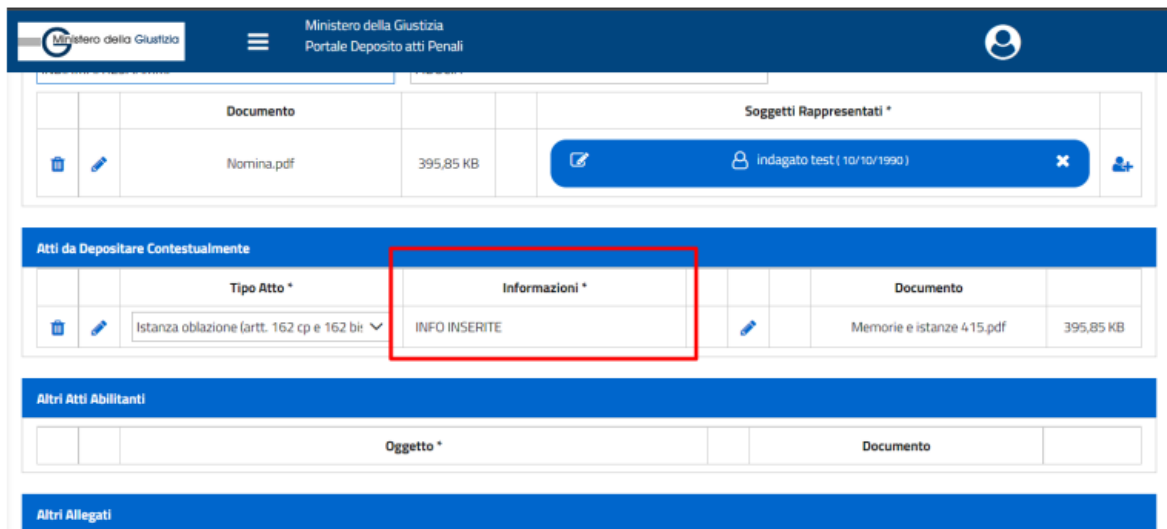 Ministero della Giustizia
Ministero della Giustizia
Portale Deposito atti Penali
Documento
Soggetti Rappresentati *
Nomina.pdf
395,85 KB
indagato test ( 10/10/1990 )
Atti da Depositare Contestualmente
Tipo Atto *
Informazioni *
Documento
Istanza oblazione (artt. 162 cp e 162 bis
INFO INSERITE
Memorie e istanze 415.pdf
395,85 KB
Altri Atti Abilitanti
Oggetto *
Documento
Altri Allegati